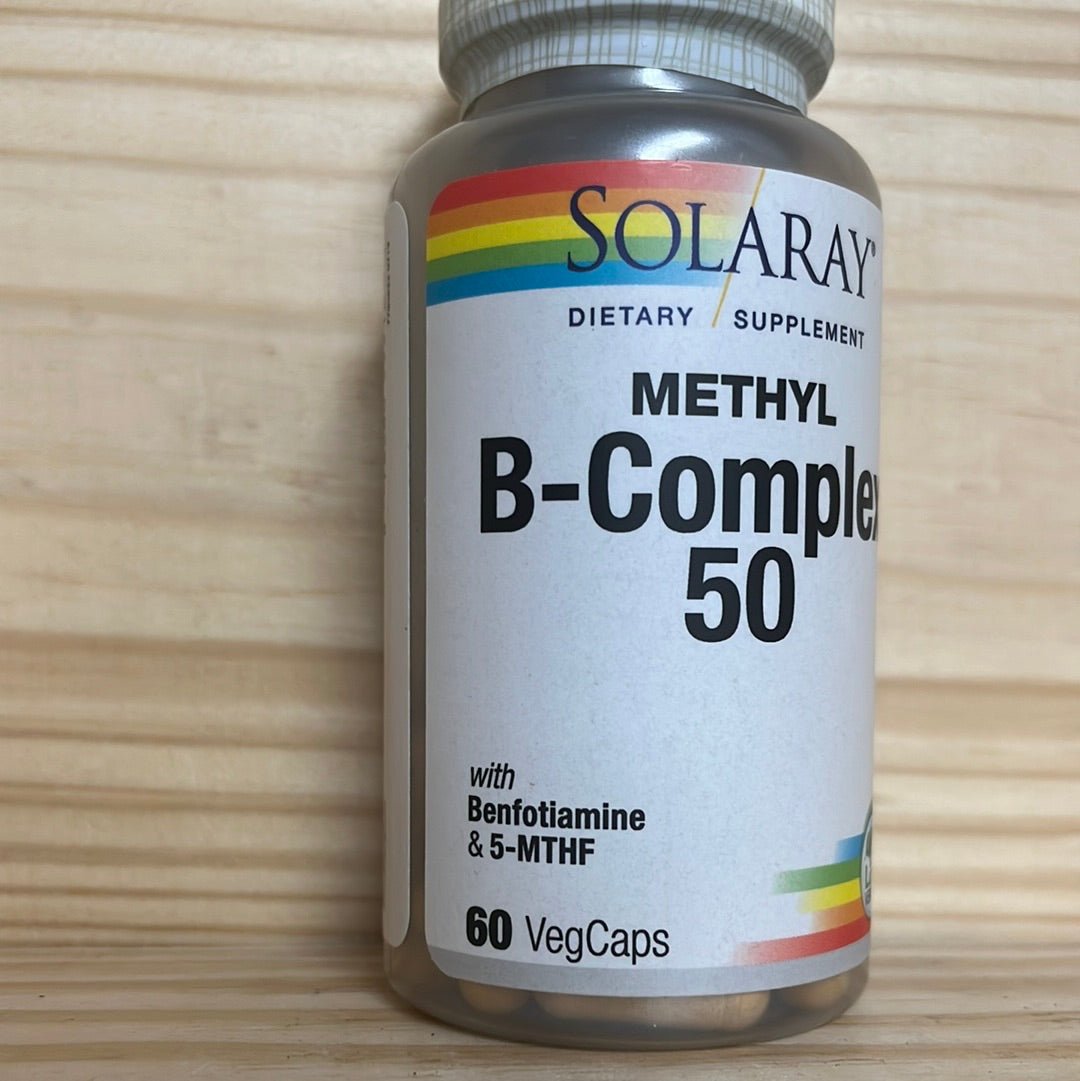 SOLARAY®
DIETARY SUPPLEMENT
METHYL
B-Complex
50
with
Benfotiamine
& 5-MTHF
60 VegCaps